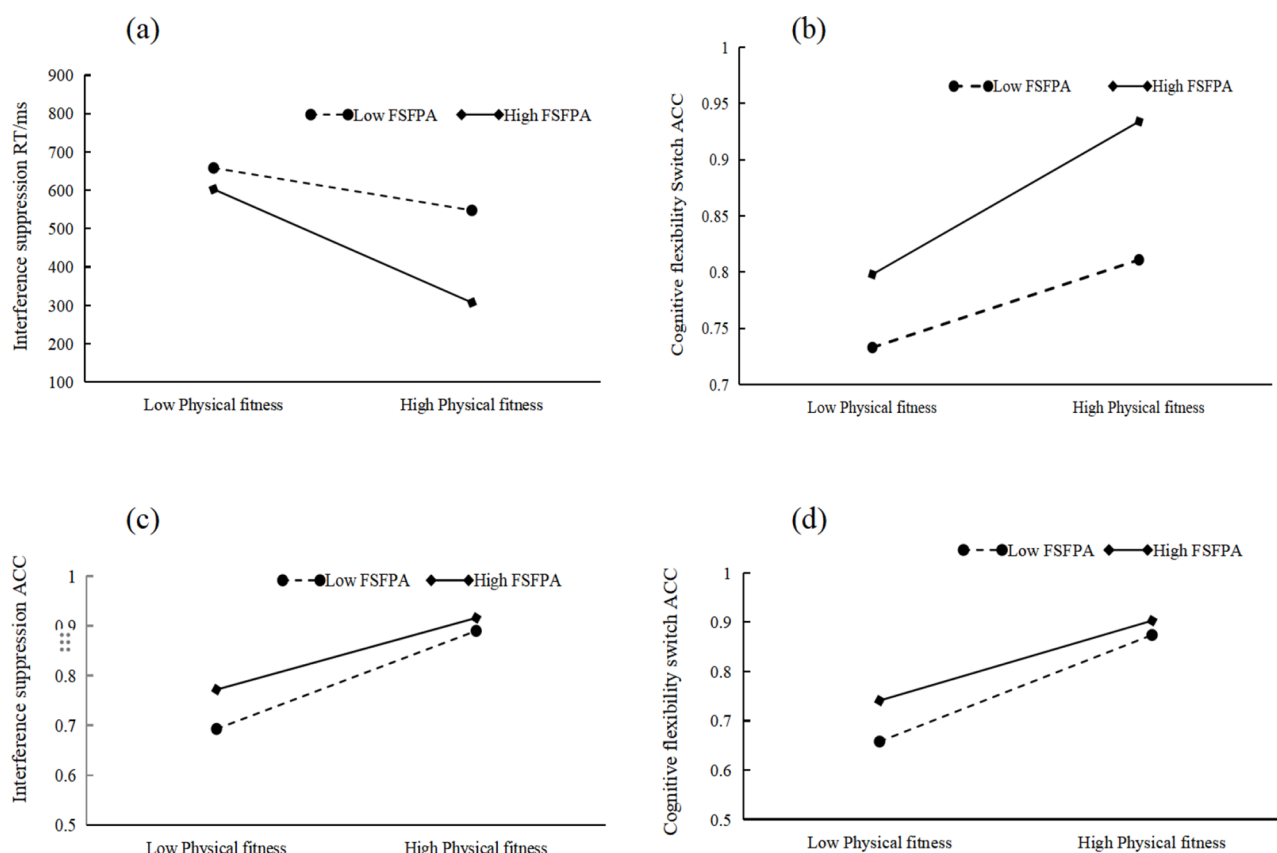 (a)
Interference suppression RT/ms
900
800
700
600
500
400
300
200
100
Low FSFPA
High FSFPA
Low Physical fitness
High Physical fitness
(b)
Cognitive flexibility Switch ACC
1
0.95
0.9
0.85
0.8
0.75
0.7
Low FSFPA
High FSFPA
Low Physical fitness
High Physical fitness
(c)
Interference suppression ACC
1
0.9
0.8
0.7
0.6
0.5
Low FSFPA
High FSFPA
Low Physical fitness
High Physical fitness
(d)
Cognitive flexibility switch ACC
1
0.9
0.8
0.7
0.6
0.5
Low FSFPA
High FSFPA
Low Physical fitness
High Physical fitness